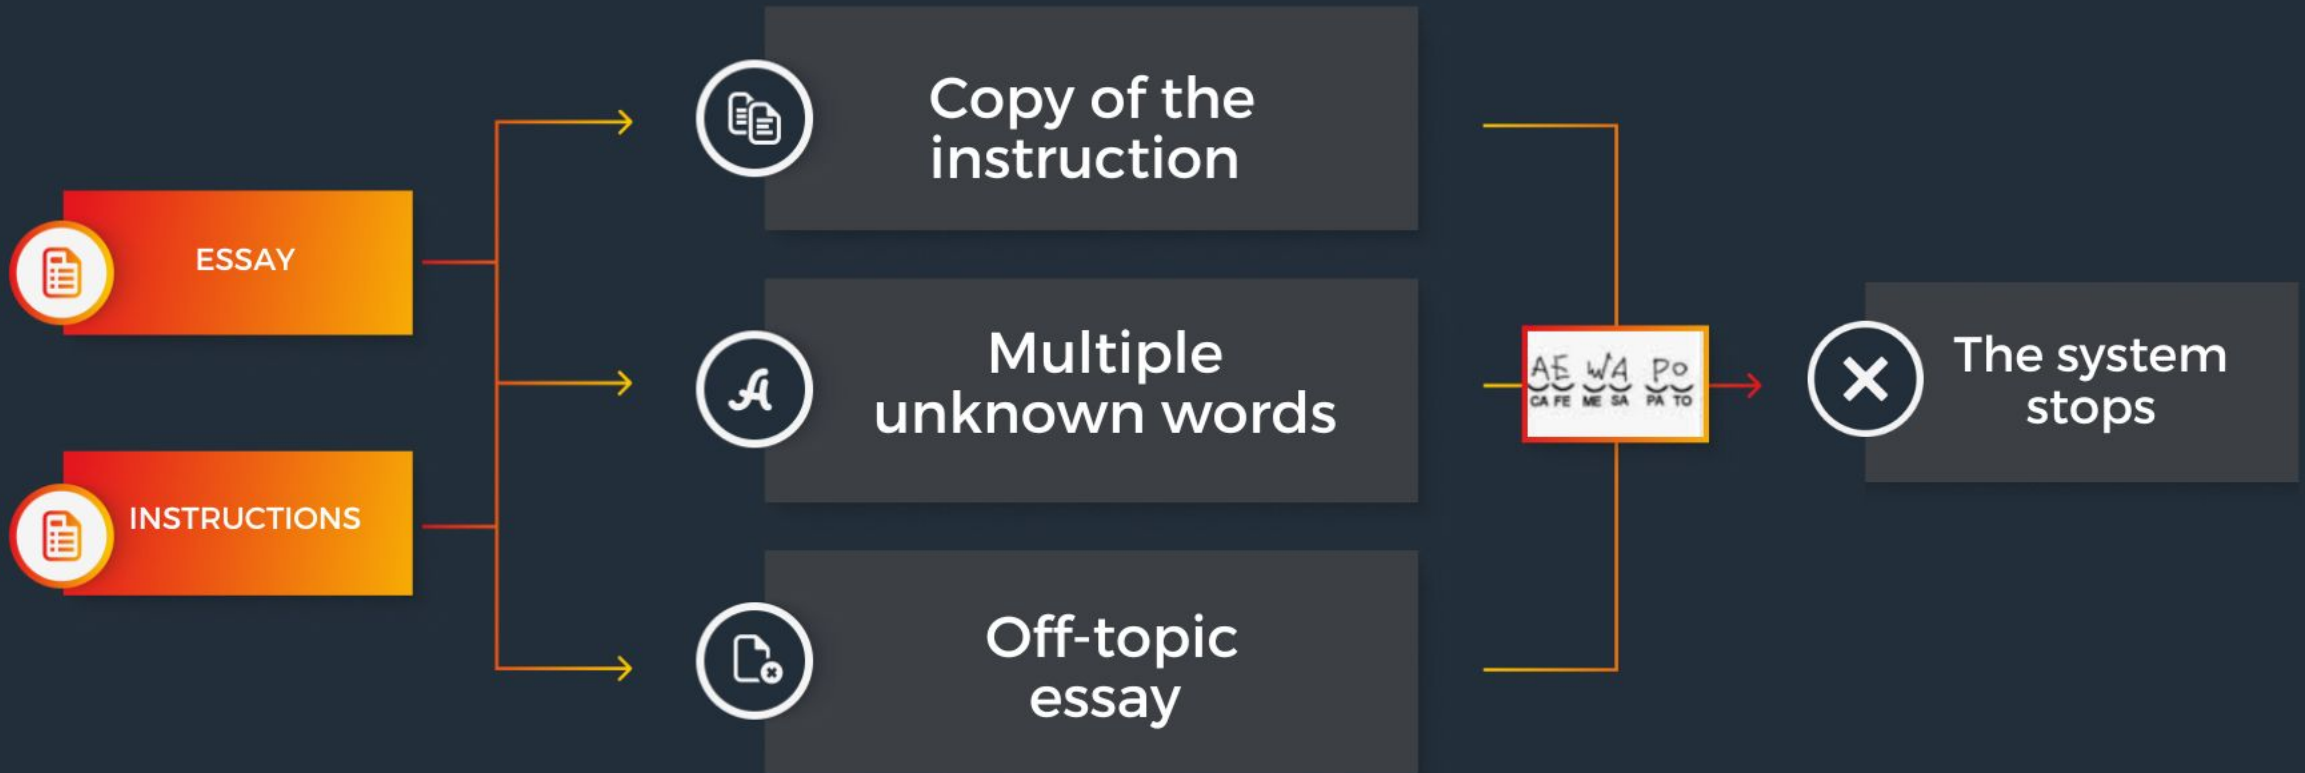 ESSAY
INSTRUCTIONS
Copy of the
instruction
Multiple
unknown words
Off-topic
essay
AE WA PO
CA FE ME SA PA TO
The system
stops